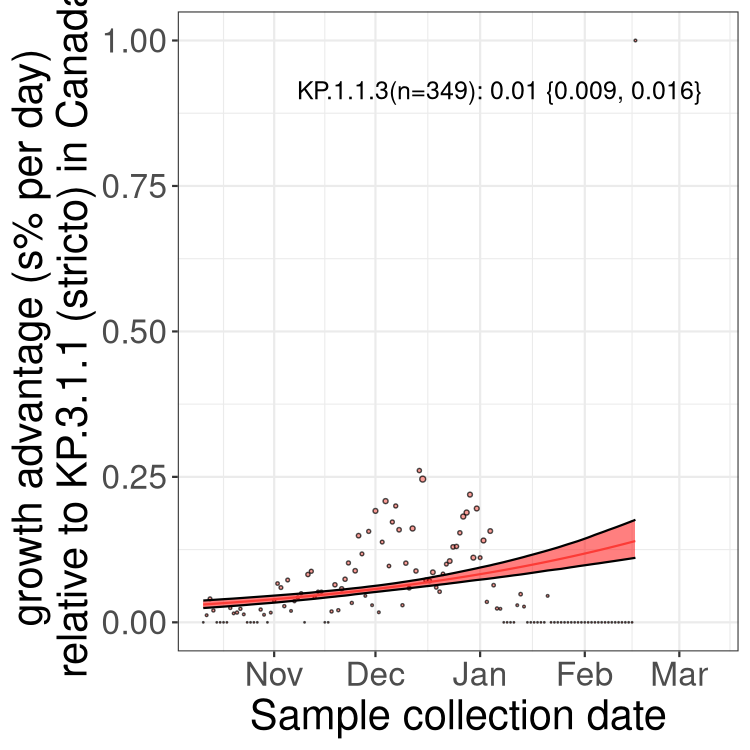 growth advantage (s% per day)
relative to KP.3.1.1 (stricto) in Canada
1.00
0.75
0.50
0.25
0.00
KP.1.1.3(n=349): 0.01 {0.009, 0.016}
Nov Dec Jan Feb Mar
Sample collection date